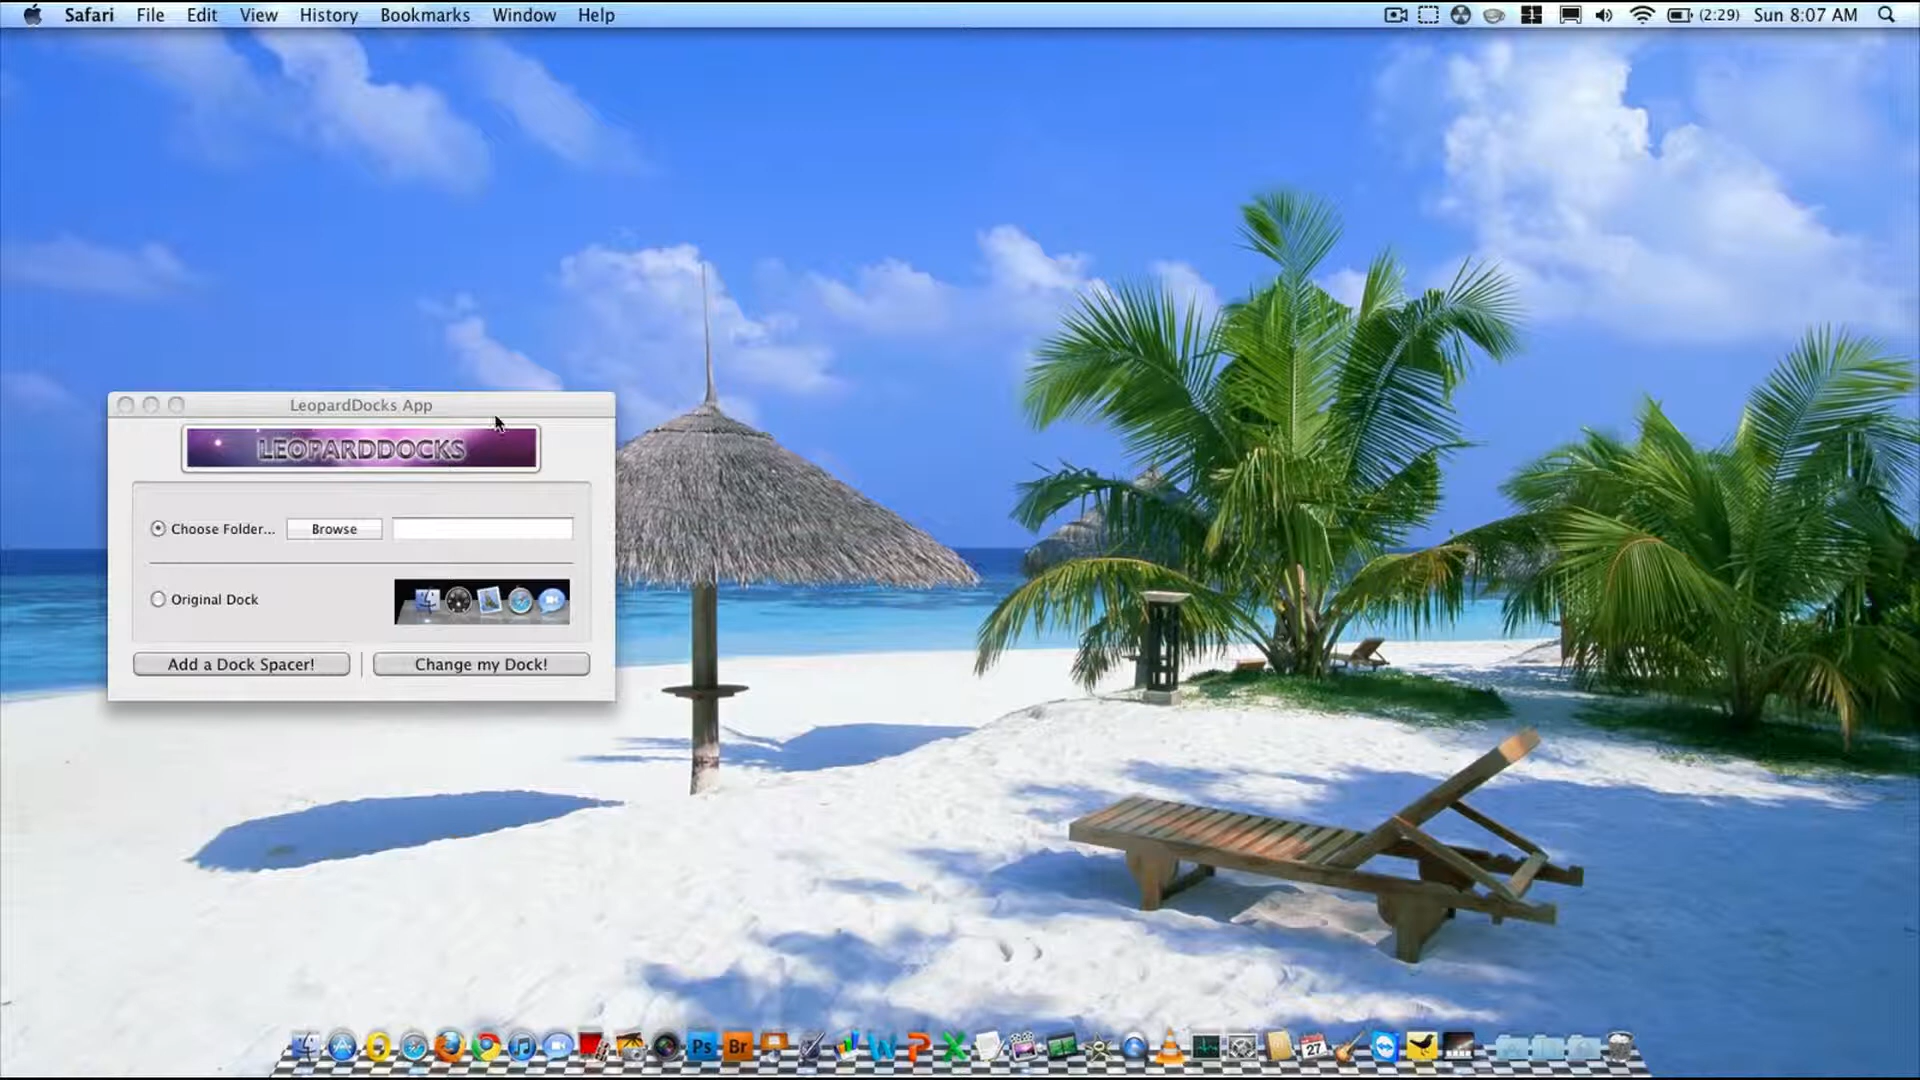 Safari File Edit View History Bookmarks Window Help (2:29) Sun 8:07 AM
LeopardDocks App
LEOPARDDOCKS
Choose Folder... Browse
Original Dock
Add a Dock Spacer! Change my Dock!
Ps Br 27